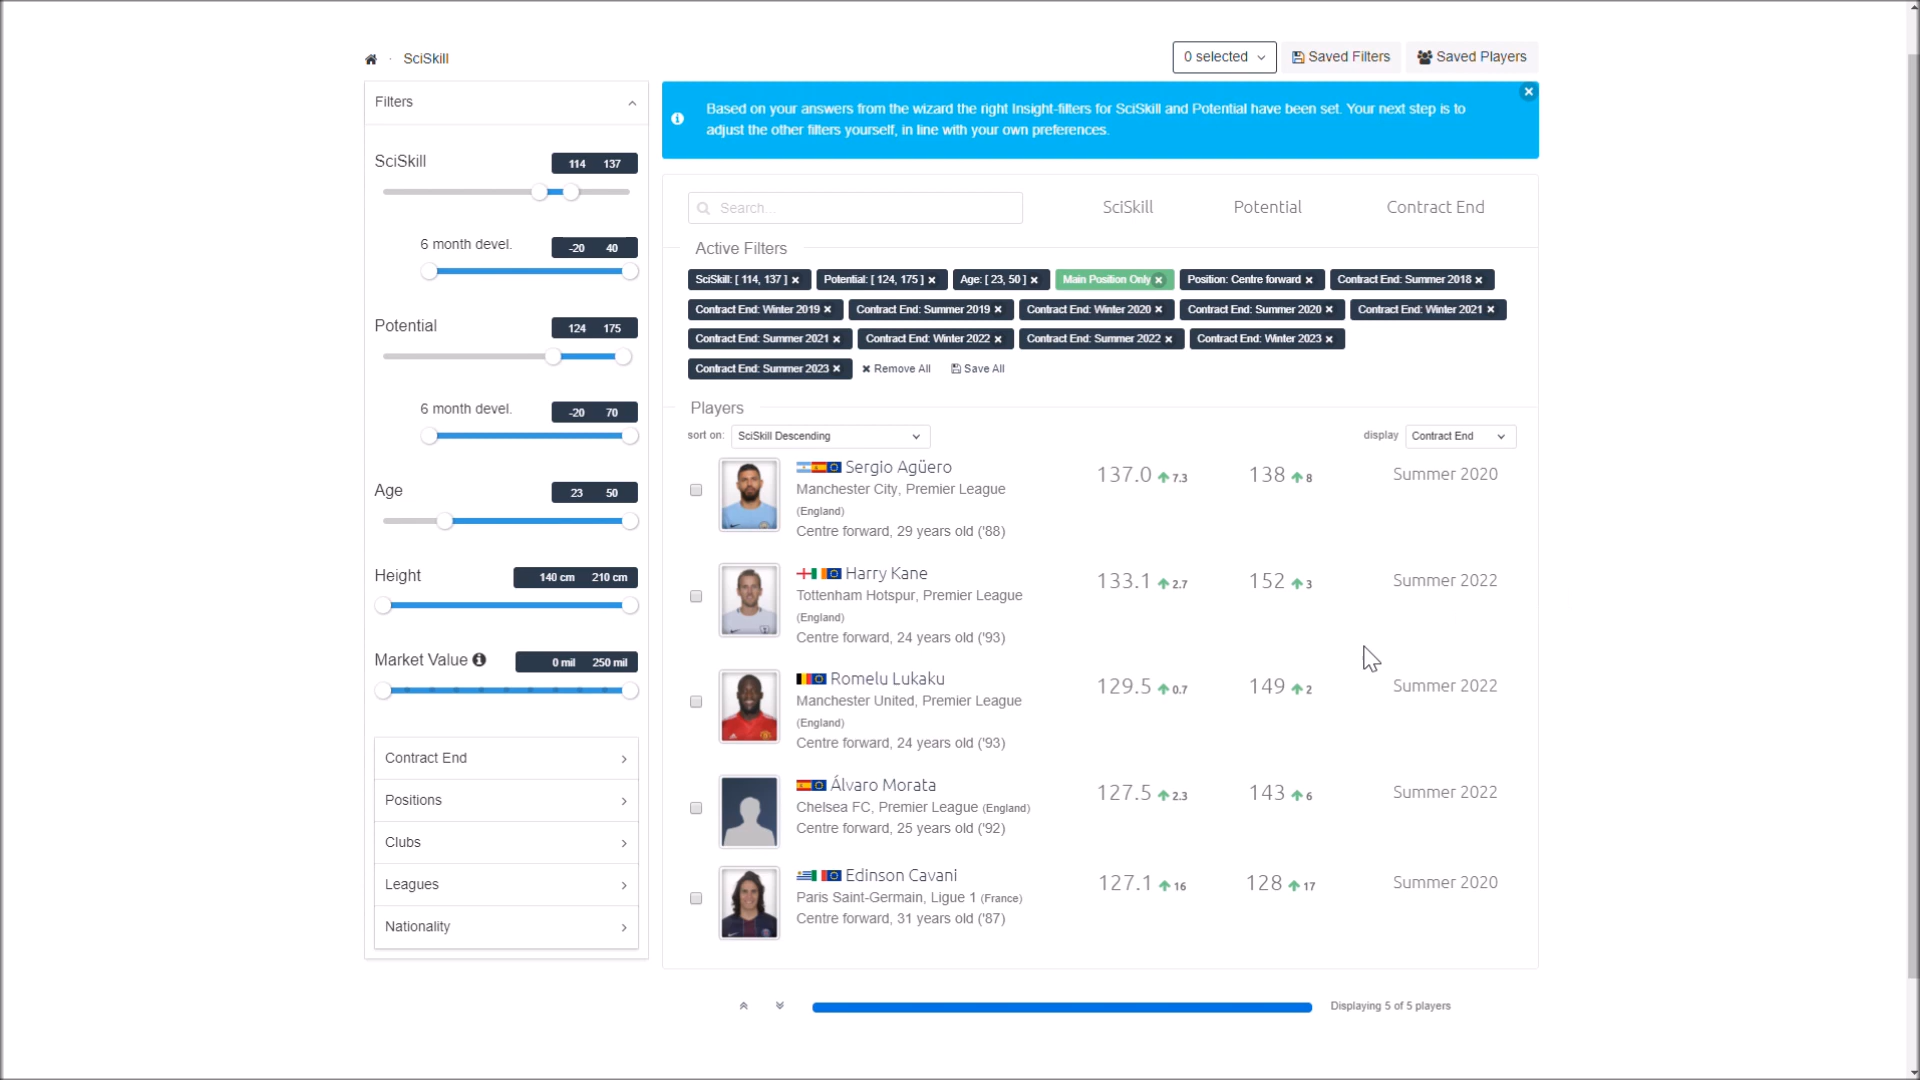 SciSkill
0 selected
Saved Filters
Saved Players
Filters
SciSkill
114 137
6 month devel.
-20 40
Potential
124 175
6 month devel.
-20 70
Age
23 50
Height
140 cm 210 cm
Market Value
0 mil 250 mil
Contract End
Positions
Clubs
Leagues
Nationality
Based on your answers from the wizard the right Insight-filters for SciSkill and Potential have been set. Your next step is to
adjust the other filters yourself, in line with your own preferences.
Search...
SciSkill Potential Contract End
Active Filters
SciSkill: [ 114, 137 ] Potential: [ 124, 175 ] Age: [ 23, 50 ] Main Position Only Position: Centre forward Contract End: Summer 2018
Contract End: Winter 2019 Contract End: Summer 2019 Contract End: Winter 2020 Contract End: Summer 2020 Contract End: Winter 2021
Contract End: Summer 2021 Contract End: Winter 2022 Contract End: Summer 2022 Contract End: Winter 2023
Contract End: Summer 2023 Remove All Save All
Players
sort on: SciSkill Descending display Contract End
Sergio Agüero
Manchester City, Premier League
(England)
Centre forward, 29 years old ('88)
137.0 7.3 138 8 Summer 2020
Harry Kane
Tottenham Hotspur, Premier League
(England)
Centre forward, 24 years old ('93)
133.1 2.7 152 3 Summer 2022
Romelu Lukaku
Manchester United, Premier League
(England)
Centre forward, 24 years old ('93)
129.5 0.7 149 2 Summer 2022
Álvaro Morata
Chelsea FC, Premier League (England)
Centre forward, 25 years old ('92)
127.5 2.3 143 6 Summer 2022
Edinson Cavani
Paris Saint-Germain, Ligue 1 (France)
Centre forward, 31 years old ('87)
127.1 16 128 17 Summer 2020
Displaying 5 of 5 players